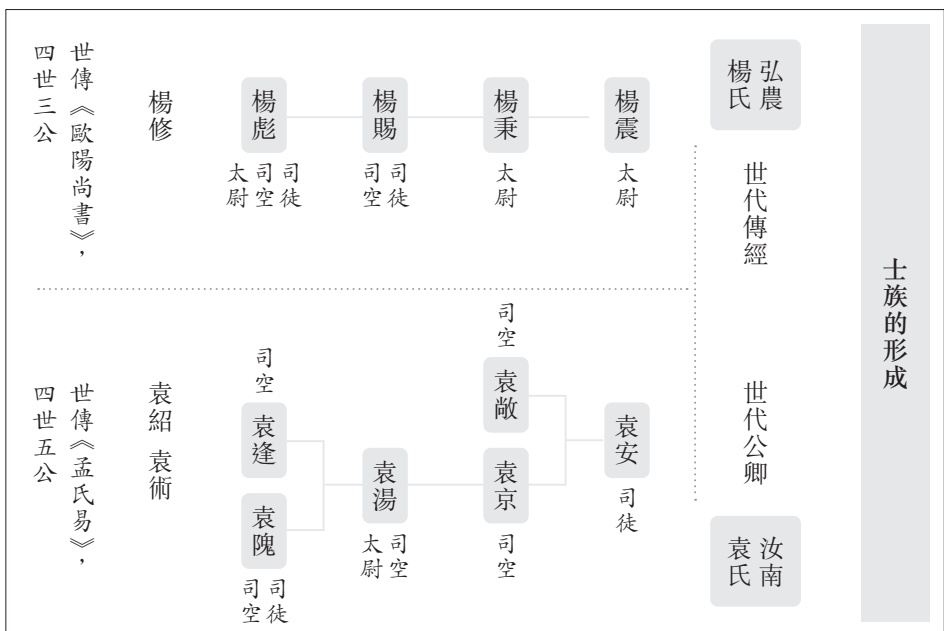 士族的形成
弘農
楊氏
世代傳經
世代公卿
汝南
袁氏
楊震
太尉
楊秉
太尉
楊賜
司徒
司空
楊彪
司徒
司空
太尉
楊修
世傳《歐陽尚書》，
四世三公
袁安
司徒
司空
袁敞
袁京
司空
袁湯
司空
太尉
司空
袁逢
袁隗
司徒
司空
袁紹 袁術
世傳《孟氏易》，
四世五公